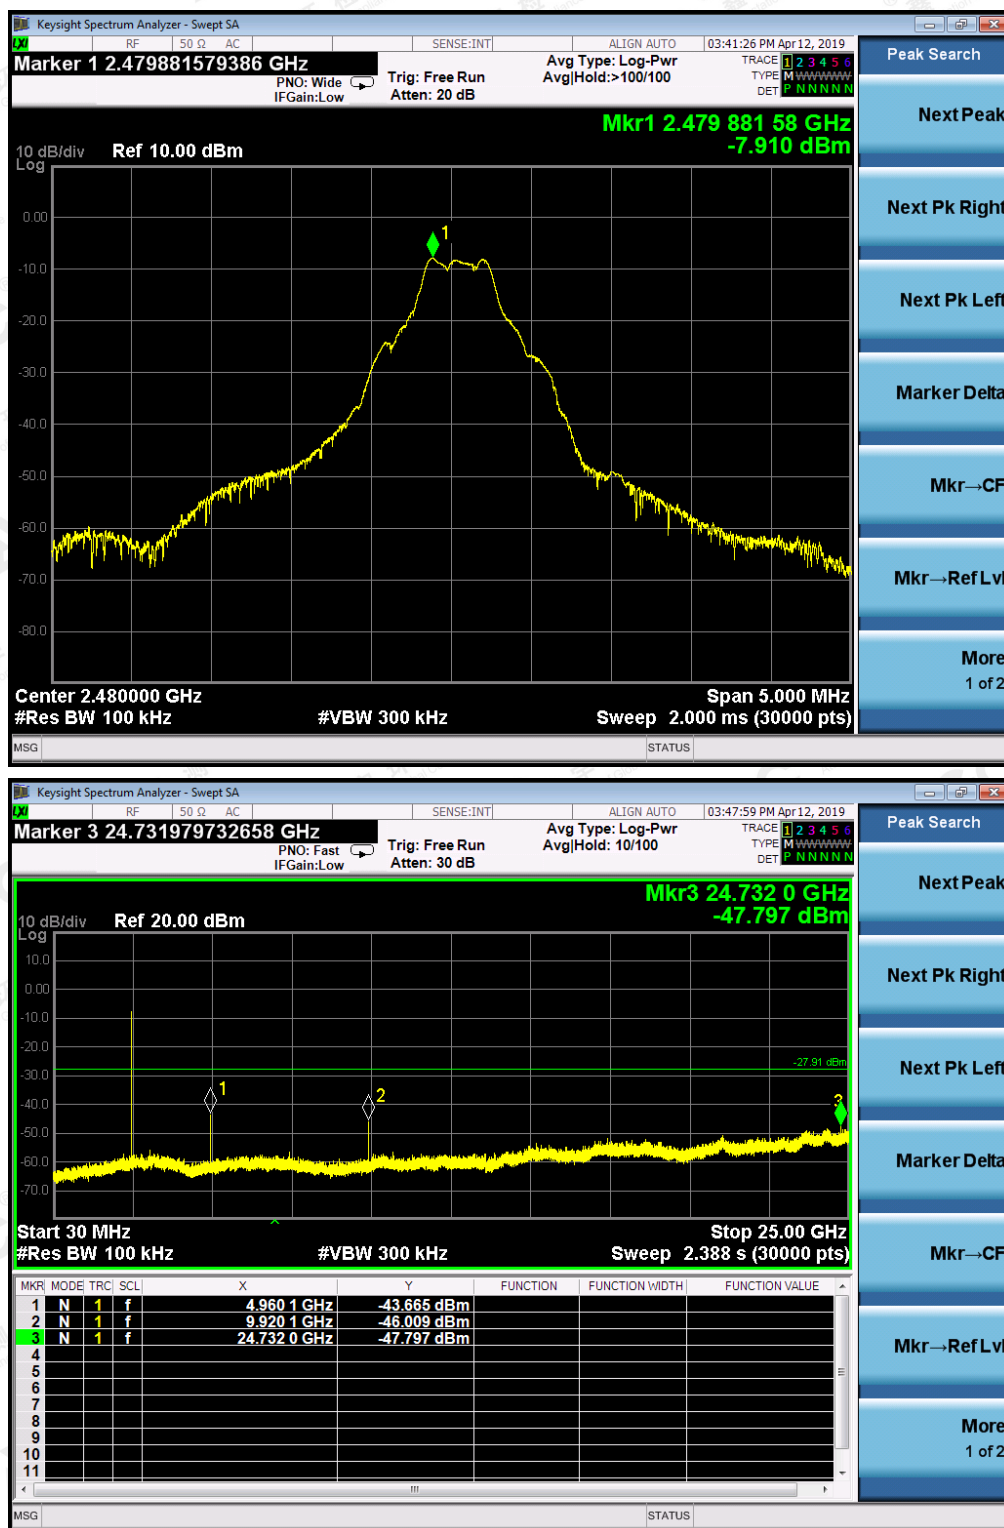 Keysight Spectrum Analyzer - Swept SA
LXI RF 50 Ω AC SENSE:INT ALIGN AUTO 03:41:26 PM Apr 12, 2019
Marker 1 2.479881579386 GHz
PNO: Wide
IFGain:Low
Trig: Free Run
Atten: 20 dB
Avg Type: Log-Pwr
Avg|Hold:>100/100
TRACE 1 2 3 4 5 6
TYPE M WWWWW
DET P N N N N N
Mkr1 2.479 881 58 GHz
-7.910 dBm
10 dB/div Ref 10.00 dBm
Log
0.00
1
-10.0
-20.0
-30.0
-40.0
-50.0
-60.0
-70.0
-80.0
Center 2.480000 GHz Span 5.000 MHz
#Res BW 100 kHz #VBW 300 kHz Sweep 2.000 ms (30000 pts)
MSG STATUS
Peak Search
Next Peak
Next Pk Right
Next Pk Left
Marker Delta
Mkr→CF
Mkr→Ref Lvl
More
1 of 2
Keysight Spectrum Analyzer - Swept SA
LXI RF 50 Ω AC SENSE:INT ALIGN AUTO 03:47:59 PM Apr 12, 2019
Marker 3 24.731979732658 GHz
PNO: Fast
IFGain:Low
Trig: Free Run
Atten: 30 dB
Avg Type: Log-Pwr
Avg|Hold: 10/100
TRACE 1 2 3 4 5 6
TYPE M WWWWW
DET P N N N N N
Mkr3 24.732 0 GHz
-47.797 dBm
10 dB/div Ref 20.00 dBm
Log
10.0
0.00
-10.0
-20.0
-27.91 dBm
-30.0
1
2
3
-40.0
-50.0
-60.0
-70.0
Start 30 MHz Stop 25.00 GHz
#Res BW 100 kHz #VBW 300 kHz Sweep 2.388 s (30000 pts)
MKR MODE TRC SCL X Y FUNCTION FUNCTION WIDTH FUNCTION VALUE
1 N 1 f 4.960 1 GHz -43.665 dBm
2 N 1 f 9.920 1 GHz -46.009 dBm
3 N 1 f 24.732 0 GHz -47.797 dBm
4
5
6
7
8
9
10
11
MSG STATUS
Peak Search
Next Peak
Next Pk Right
Next Pk Left
Marker Delta
Mkr→CF
Mkr→Ref Lvl
More
1 of 2